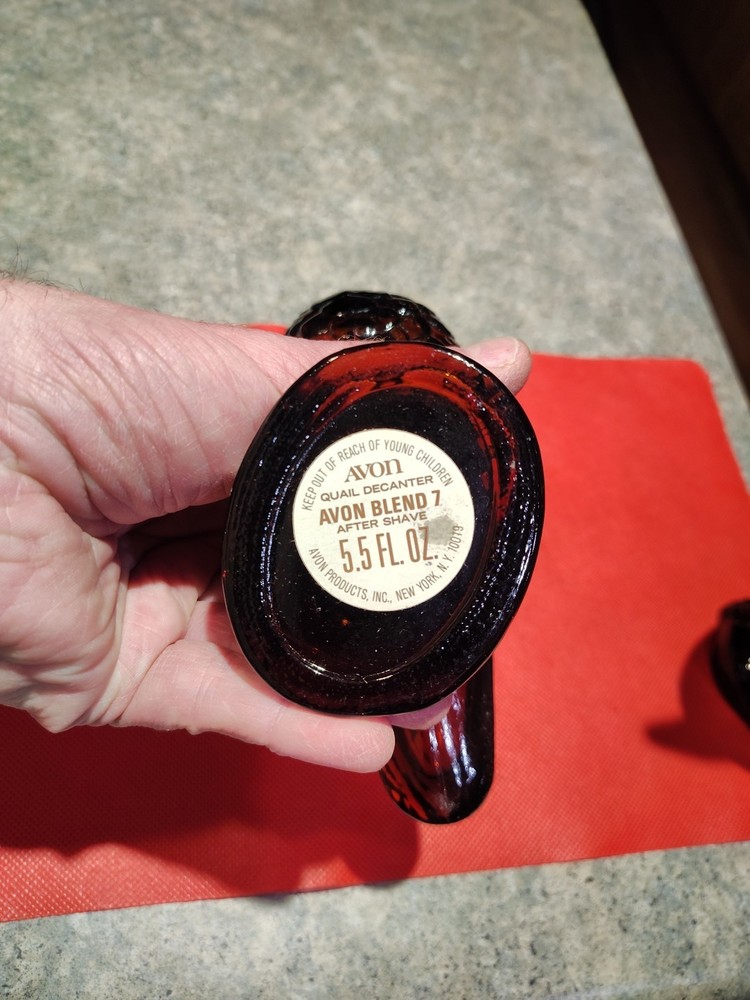 KEEP OUT OF REACH OF YOUNG CHILDREN
AVON
QUAIL DECANTER
AVON BLEND 7
AFTER SHAVE
5.5 FL. OZ.
AVON PRODUCTS, INC., NEW YORK, N.Y. 10019